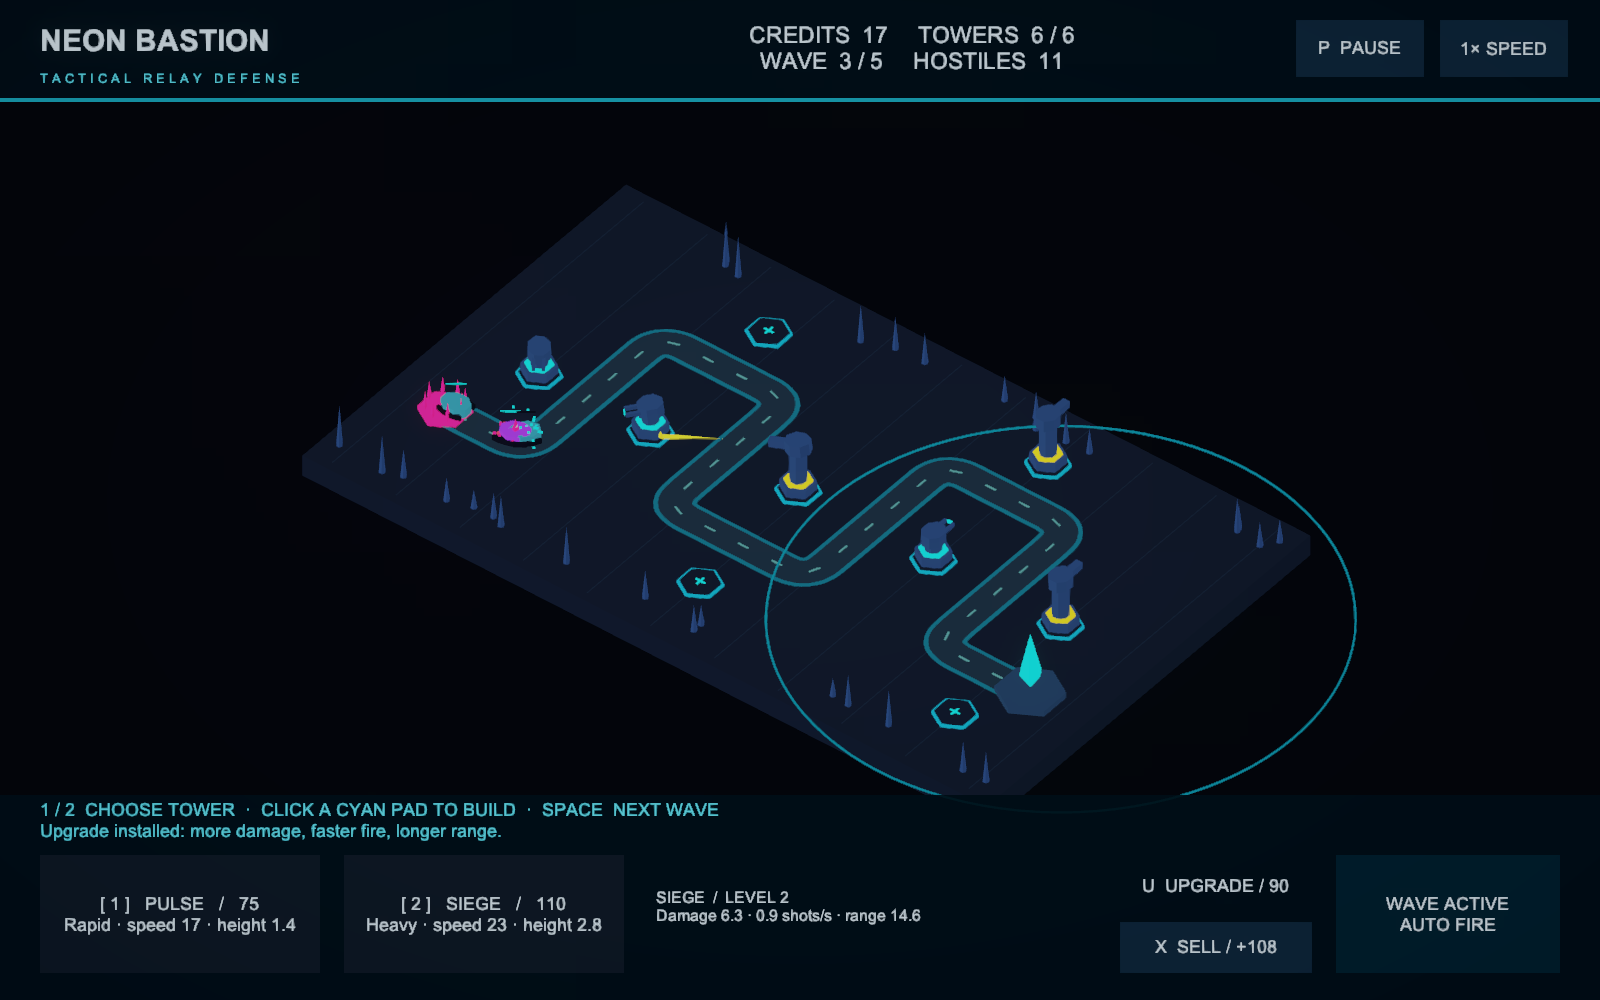 NEON BASTION
TACTICAL RELAY DEFENSE
CREDITS 17 TOWERS 6 / 6
WAVE 3 / 5 HOSTILES 11
P PAUSE
1× SPEED
1 / 2 CHOOSE TOWER · CLICK A CYAN PAD TO BUILD · SPACE NEXT WAVE
Upgrade installed: more damage, faster fire, longer range.
[ 1 ] PULSE / 75
Rapid · speed 17 · height 1.4
[ 2 ] SIEGE / 110
Heavy · speed 23 · height 2.8
SIEGE / LEVEL 2
Damage 6.3 · 0.9 shots/s · range 14.6
U UPGRADE / 90
X SELL / +108
WAVE ACTIVE
AUTO FIRE